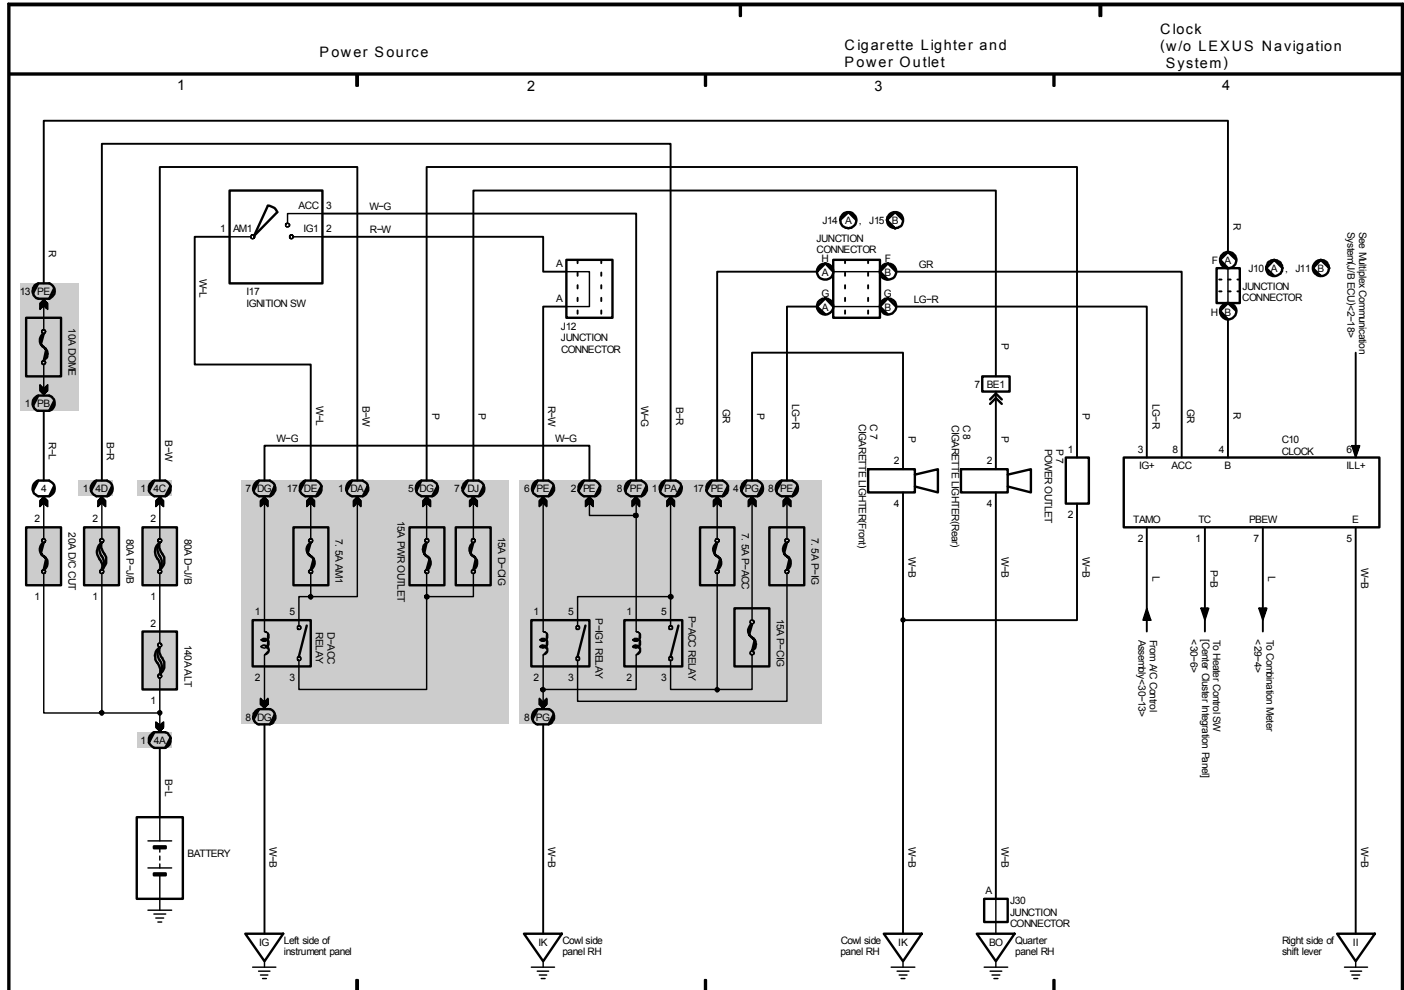 Power Source
Cigarette Lighter and
Power Outlet
Clock
(w/o LEXUS Navigation
System)
1
2
3
4
ACC 3
W-G
1 AM1
IG1 2
R-W
I17
IGNITION SW
W-L
R
A
A
J12
JUNCTION
CONNECTOR
J14 A , J15 B
JUNCTION
CONNECTOR
H
A
F
B
GR
G
A
G
B
LG-R
R
F A
J10 A , J11 B
JUNCTION
CONNECTOR
H B
See Multiplex Communication
System(J/B ECU)<2-18>
13 PE
10A DOME
1 PB
R-L
B-R
B-W
W-L
B-W
P
P
W-G
R-W
W-G
W-G
B-R
GR
P
LG-R
P
P
7 BE1
P
P
LG-R
GR
R
C 7
CIGARETTE LIGHTER(Front)
2
4
C 8
CIGARETTE LIGHTER(Rear)
2
4
1
P 7
POWER OUTLET
2
3
8
4
C10
CLOCK
6
IG+
ACC
B
ILL+
TAMO
TC
PBEW
E
2
1
7
5
4
1 4D
1 4C
7 DG
17 DE
1 DA
5 DG
7 DJ
6 PE
2 PE
8 PF
1 PA
17 PE
4 PG
8 PE
2
20A D/C CUT
1
2
80A P-J/B
1
2
80A D-J/B
1
7. 5A AM1
15A PWR OUTLET
15A D-CIG
7. 5A P-ACC
7. 5A P-IG
15A P-CIG
2
140A ALT
1
1
5
D-ACC
RELAY
2
3
1
5
P-IG1 RELAY
2
3
1
5
P-ACC RELAY
2
3
8 DG
8 PG
1 4A
B-L
BATTERY
W-B
W-B
W-B
W-B
W-B
W-B
W-B
W-B
W-B
L
P-B
L
From A/C Control
Assembly<30-13>
To Heater Control SW
[Center Cluster Integration Panel]
<30-6>
To Combination Meter
<29-4>
A
J30
JUNCTION
CONNECTOR
IG
Left side of
instrument panel
IK
Cowl side
panel RH
Cowl side
panel RH
IK
BO
Quarter
panel RH
Right side of
shift lever
II